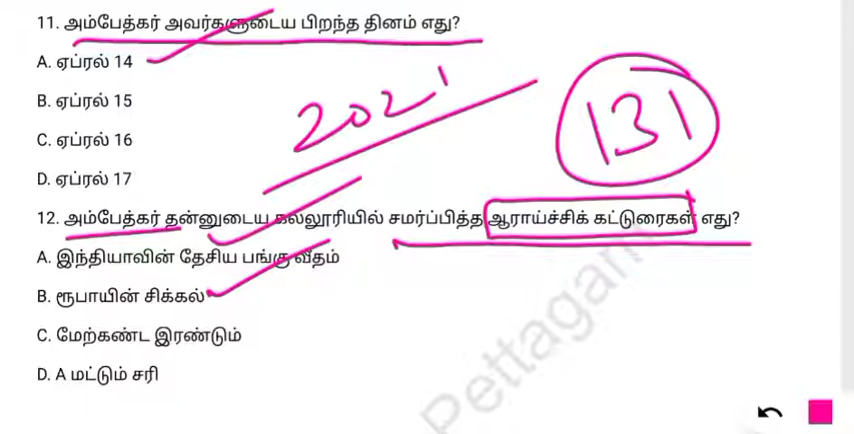 11. அம்பேத்கர் அவர்களுடைய பிறந்த தினம் எது?
A. ஏப்ரல் 14
B. ஏப்ரல் 15
2021
131
C. ஏப்ரல் 16
D. ஏப்ரல் 17
12. அம்பேத்கர் தன்னுடைய கல்லூரியில் சமர்ப்பித்த ஆராய்ச்சிக் கட்டுரைகள் எது?
A. இந்தியாவின் தேசிய பங்கு வீதம்
B. ரூபாயின் சிக்கல்
C. மேற்கண்ட இரண்டும்
D. A மட்டும் சரி
Pettagam